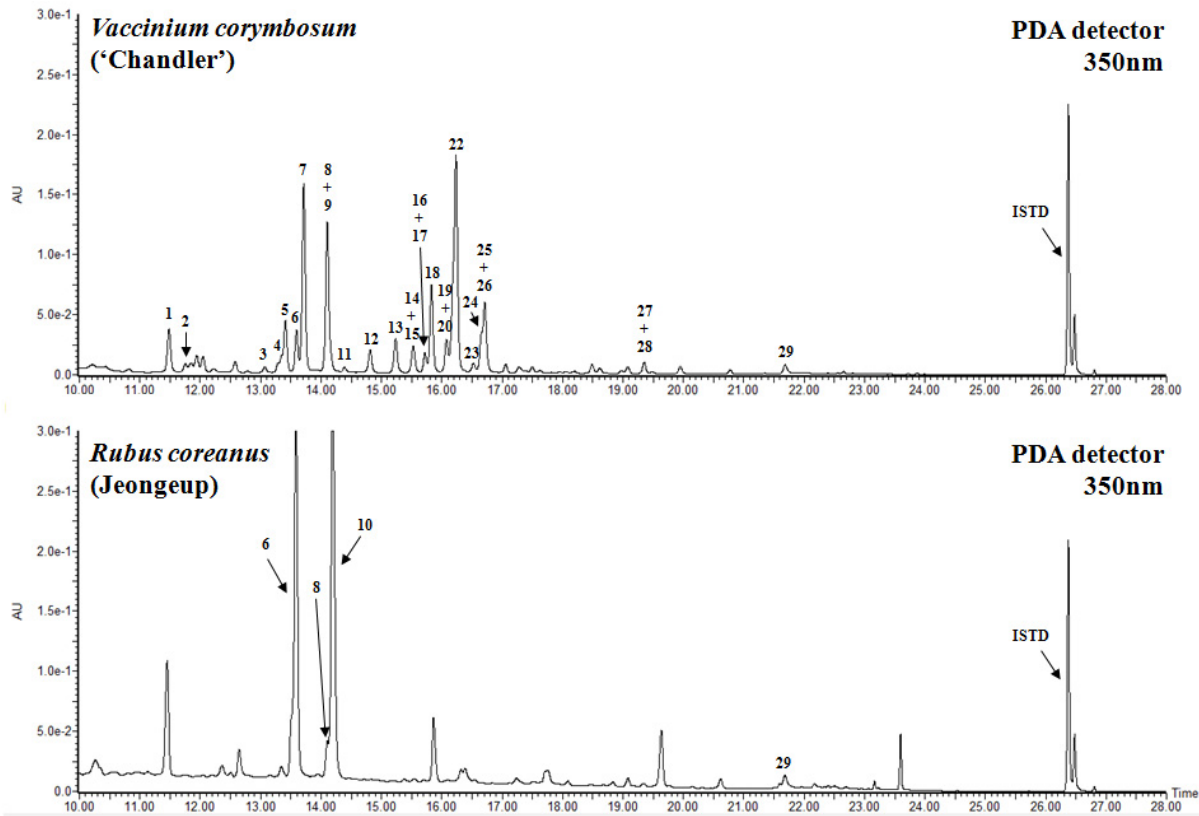 Vaccinium corymbosum
('Chandler')
PDA detector
350nm
AU
3.0e-1
2.5e-1
2.0e-1
1.5e-1
1.0e-1
5.0e-2
0.0
1
2
3
4
5
6
7
8
+
9
11
12
13
14
+
15
16
+
17
18
19
+
20
22
23
24
25
+
26
27
+
28
29
ISTD
10.00 11.00 12.00 13.00 14.00 15.00 16.00 17.00 18.00 19.00 20.00 21.00 22.00 23.00 24.00 25.00 26.00 27.00 28.00
Rubus coreanus
(Jeongeup)
PDA detector
350nm
AU
3.0e-1
2.5e-1
2.0e-1
1.5e-1
1.0e-1
5.0e-2
0.0
6
8
10
29
ISTD
10.00 11.00 12.00 13.00 14.00 15.00 16.00 17.00 18.00 19.00 20.00 21.00 22.00 23.00 24.00 25.00 26.00 27.00 28.00
Time